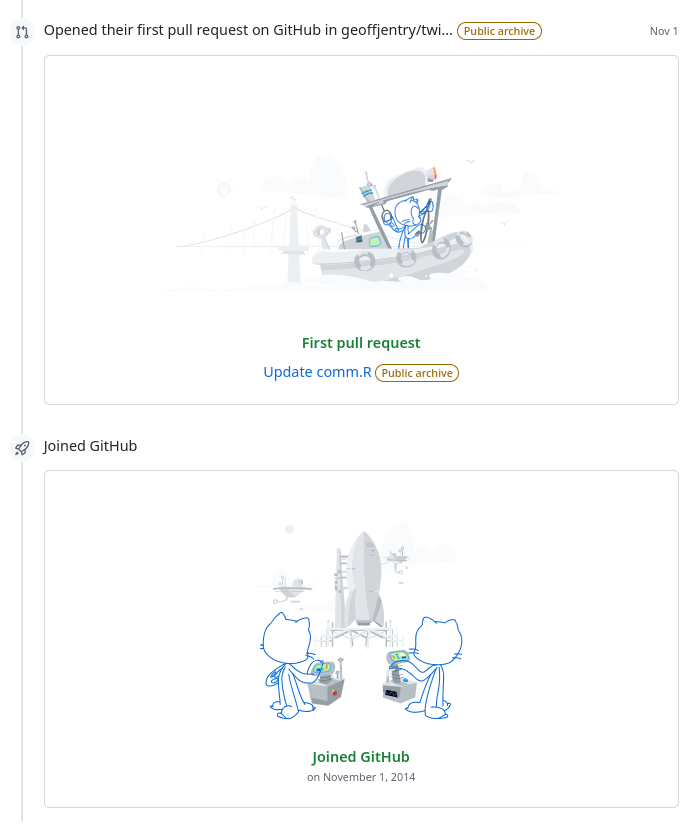 Opened their first pull request on GitHub in geoffjentry/twi... Public archive Nov 1
First pull request
Update comm.R Public archive
Joined GitHub
Joined GitHub
on November 1, 2014